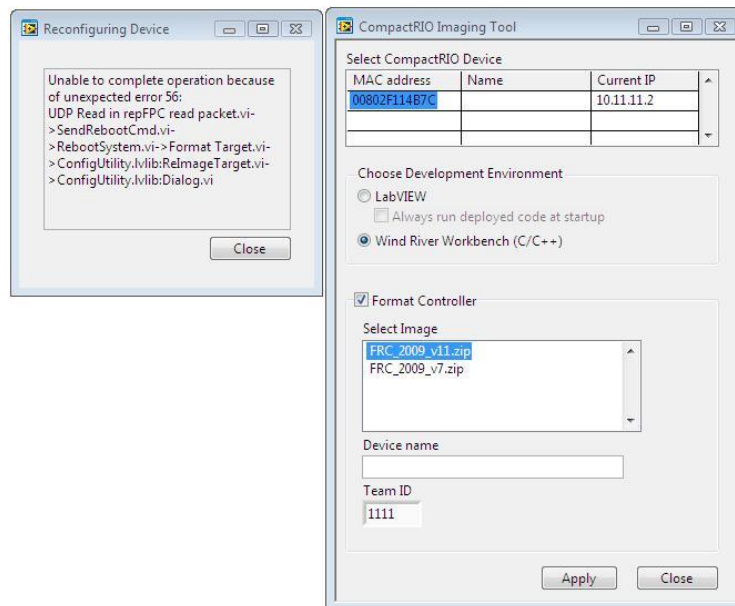 Reconfiguring Device
Unable to complete operation because
of unexpected error 56:
UDP Read in repFPC read packet.vi-
>SendRebootCmd.vi-
>RebootSystem.vi->Format Target.vi-
>ConfigUtility.lvlib:ReImageTarget.vi-
>ConfigUtility.lvlib:Dialog.vi
Close
CompactRIO Imaging Tool
Select CompactRIO Device
MAC address Name Current IP
00802F114B7C 10.11.11.2
Choose Development Environment
LabVIEW
Always run deployed code at startup
Wind River Workbench (C/C++)
Format Controller
Select Image
FRC_2009_v11.zip
FRC_2009_v7.zip
Device name
Team ID
1111
Apply Close